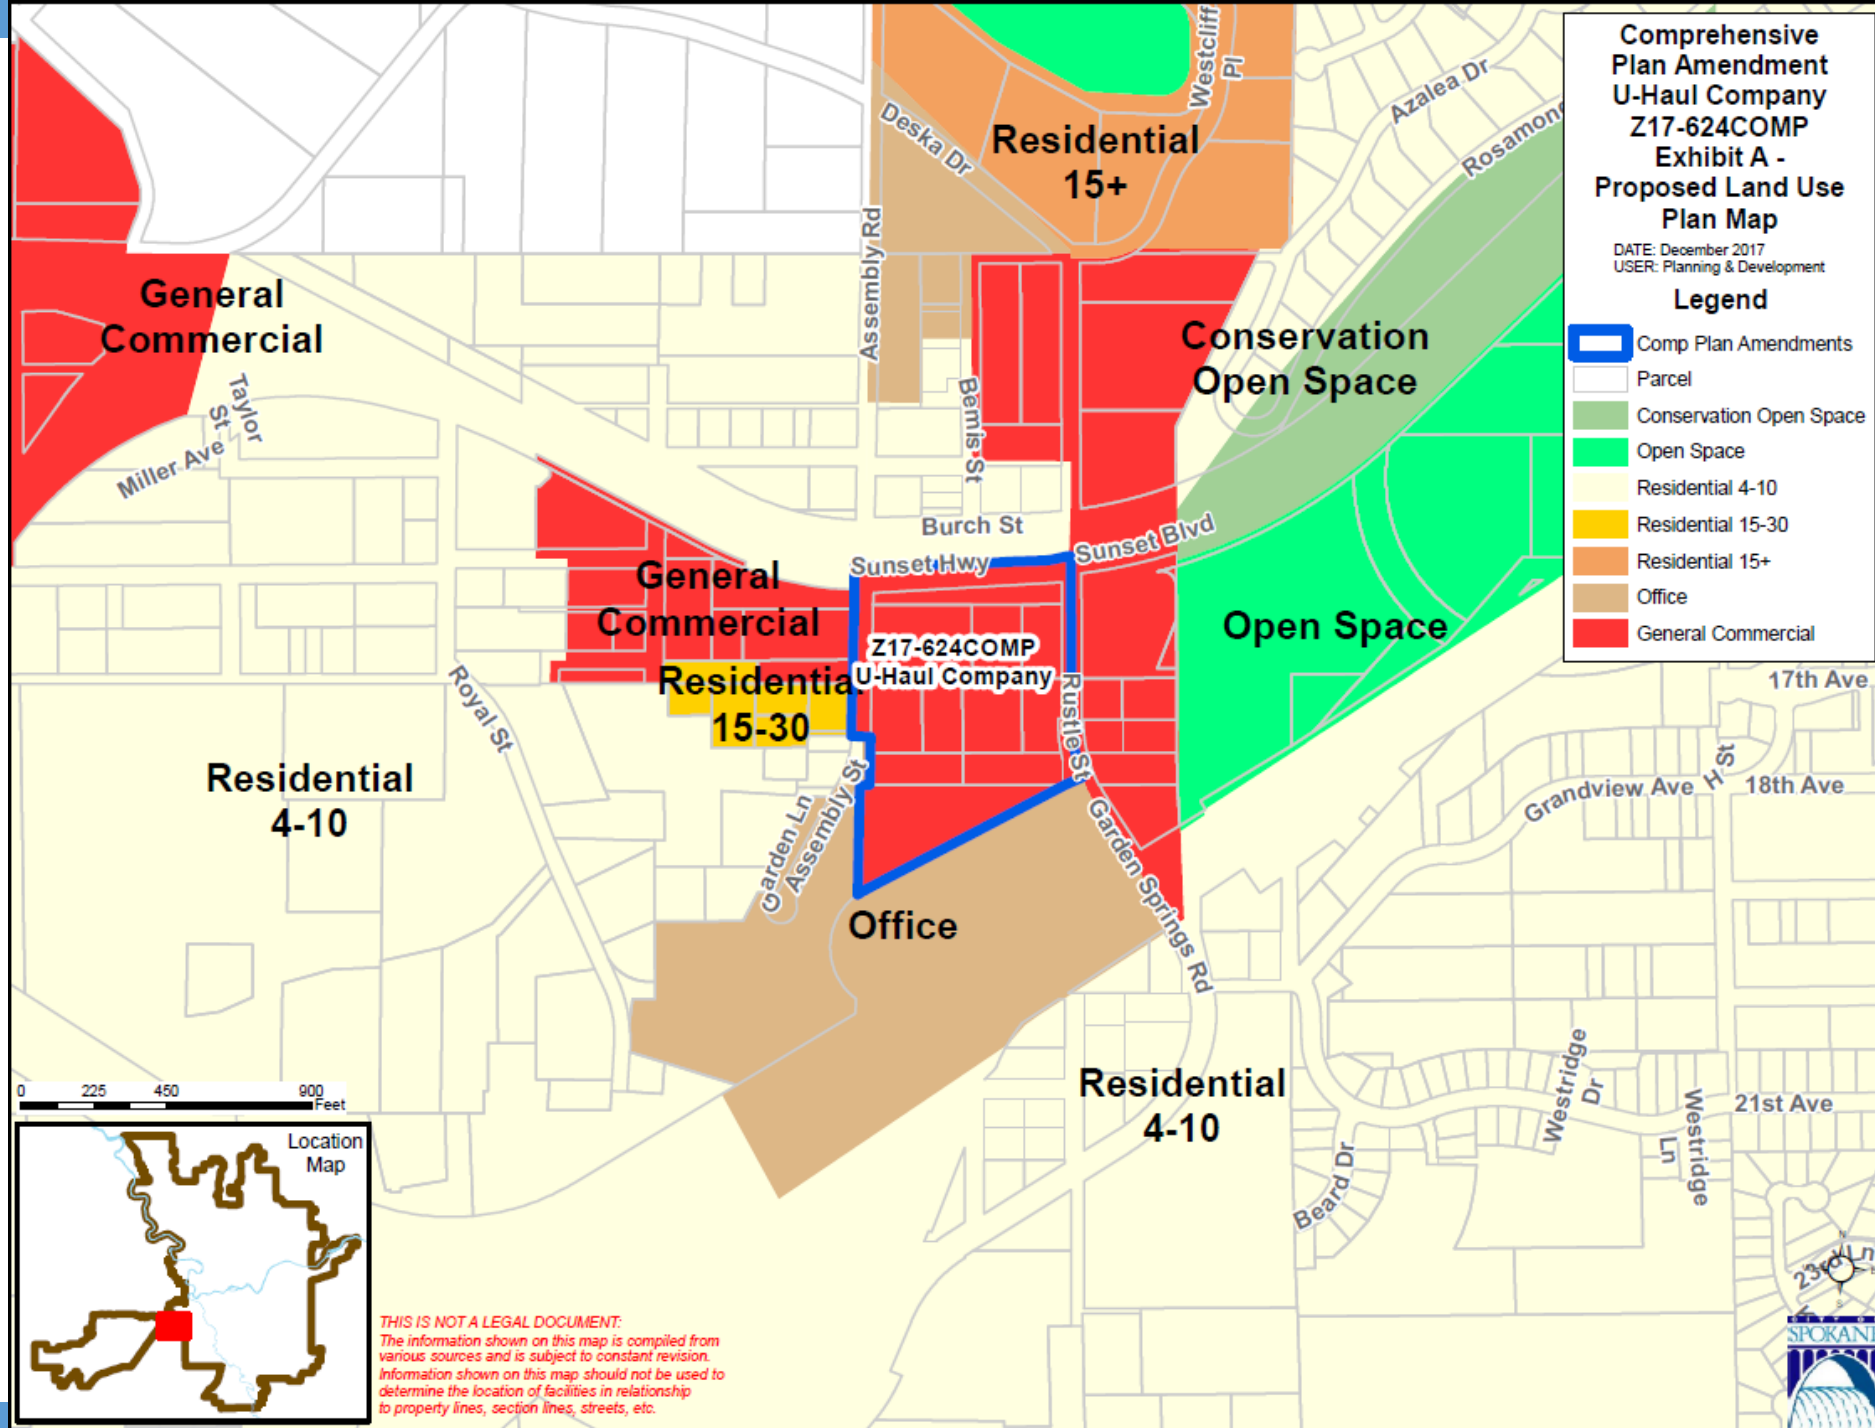 Comprehensive
Plan Amendment
U-Haul Company
Z17-624COMP
Exhibit A -
Proposed Land Use
Plan Map
DATE: December 2017
USER: Planning & Development
Legend
Comp Plan Amendments
Parcel
Conservation Open Space
Open Space
Residential 4-10
Residential 15-30
Residential 15+
Office
General Commercial
Westcliff
Pl
Azalea Dr
Deska Dr
Residential
15+
Assembly Rd
General
Commercial
Conservation
Open Space
Taylor
St
Miller Ave
Bemis St
Burch St
Sunset Hwy
Sunset Blvd
General
Commercial
Z17-624COMP
U-Haul Company
Open Space
Residential
15-30
Rustle St
Royal St
Residential
4-10
Garden Ln
Assembly St
Garden Springs Rd
Office
17th Ave
H St
18th Ave
Grandview Ave
Residential
4-10
Westridge
Dr
Westridge
Ln
21st Ave
Beard Dr
23rd Ln
0 225 450 900
Feet
Location
Map
THIS IS NOT A LEGAL DOCUMENT:
The information shown on this map is compiled from
various sources and is subject to constant revision.
Information shown on this map should not be used to
determine the location of facilities in relationship
to property lines, section lines, streets, etc.
N
S